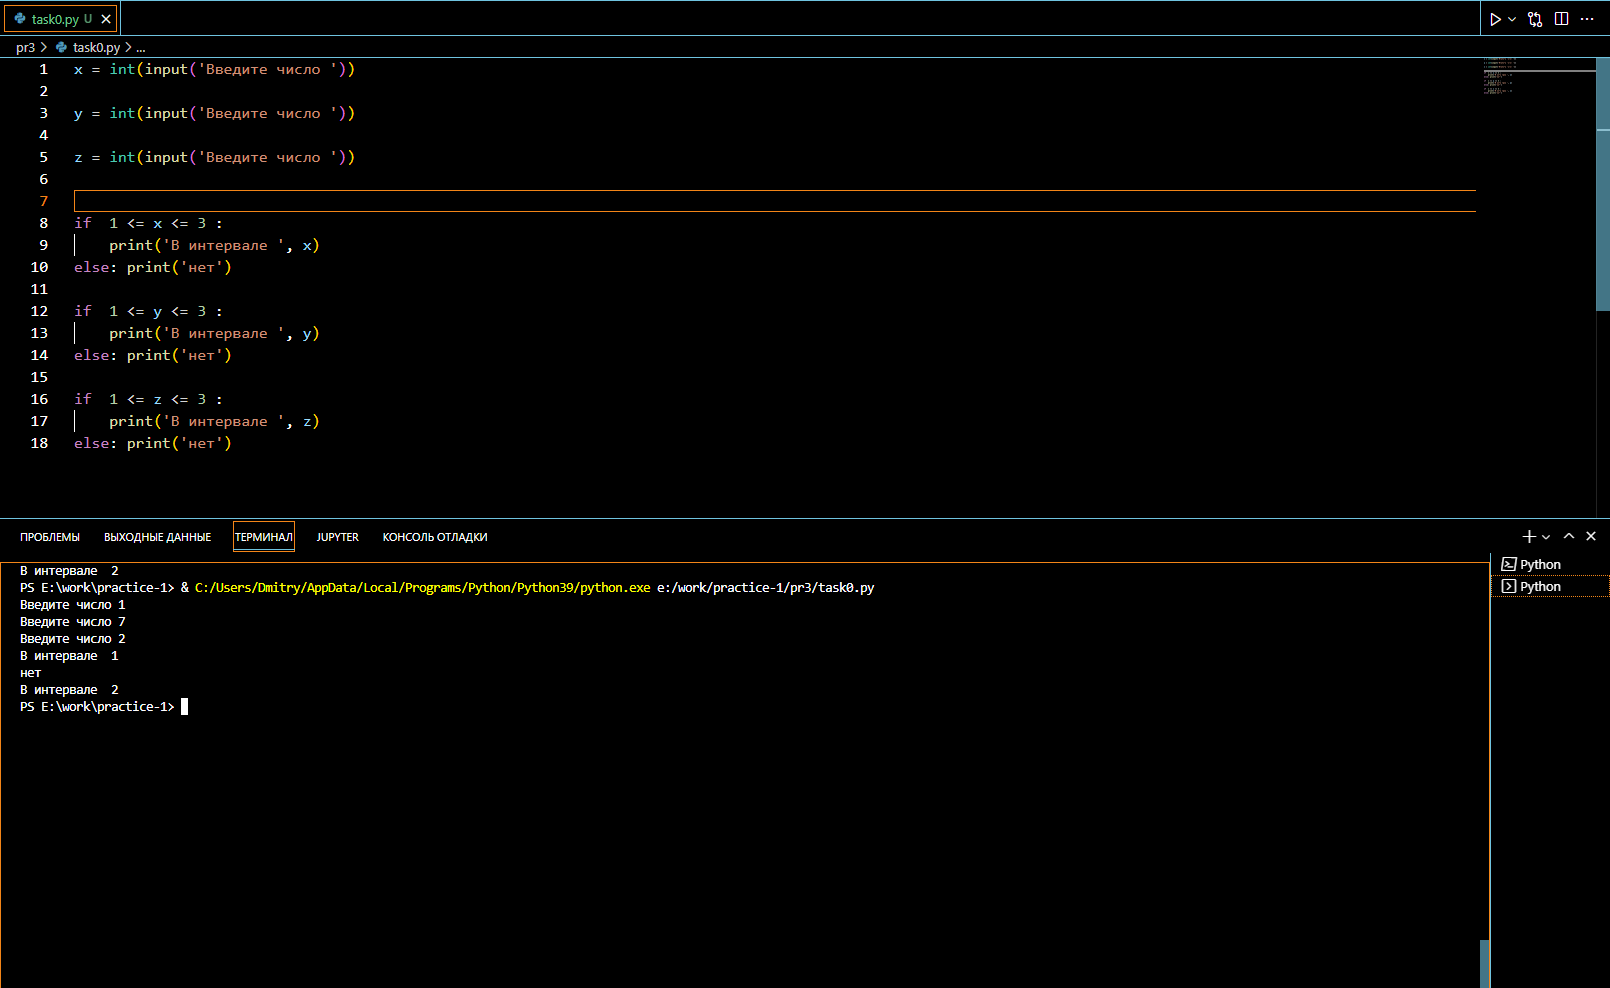 task0.py U
pr3 > task0.py > ...
1 x = int(input('Введите число '))
2
3 y = int(input('Введите число '))
4
5 z = int(input('Введите число '))
6
7
8 if  1 <= x <= 3 :
9     print('В интервале ', x)
10 else: print('нет')
11
12 if  1 <= y <= 3 :
13     print('В интервале ', y)
14 else: print('нет')
15
16 if  1 <= z <= 3 :
17     print('В интервале ', z)
18 else: print('нет')
ПРОБЛЕМЫ ВЫХОДНЫЕ ДАННЫЕ ТЕРМИНАЛ JUPYTER КОНСОЛЬ ОТЛАДКИ
В интервале  2
PS E:\work\practice-1> & C:/Users/Dmitry/AppData/Local/Programs/Python/Python39/python.exe e:/work/practice-1/pr3/task0.py
Введите число 1
Введите число 7
Введите число 2
В интервале  1
нет
В интервале  2
PS E:\work\practice-1>
Python
Python